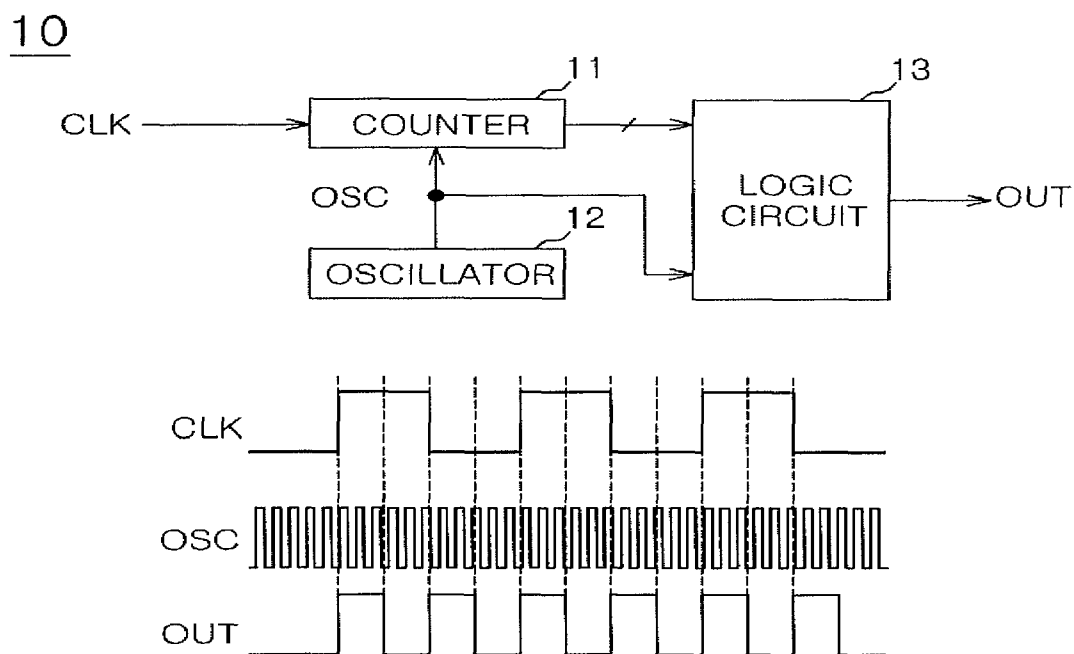 10
11
13
CLK
COUNTER
OSC
LOGIC
CIRCUIT
OUT
12
OSCILLATOR
CLK
OSC
OUT